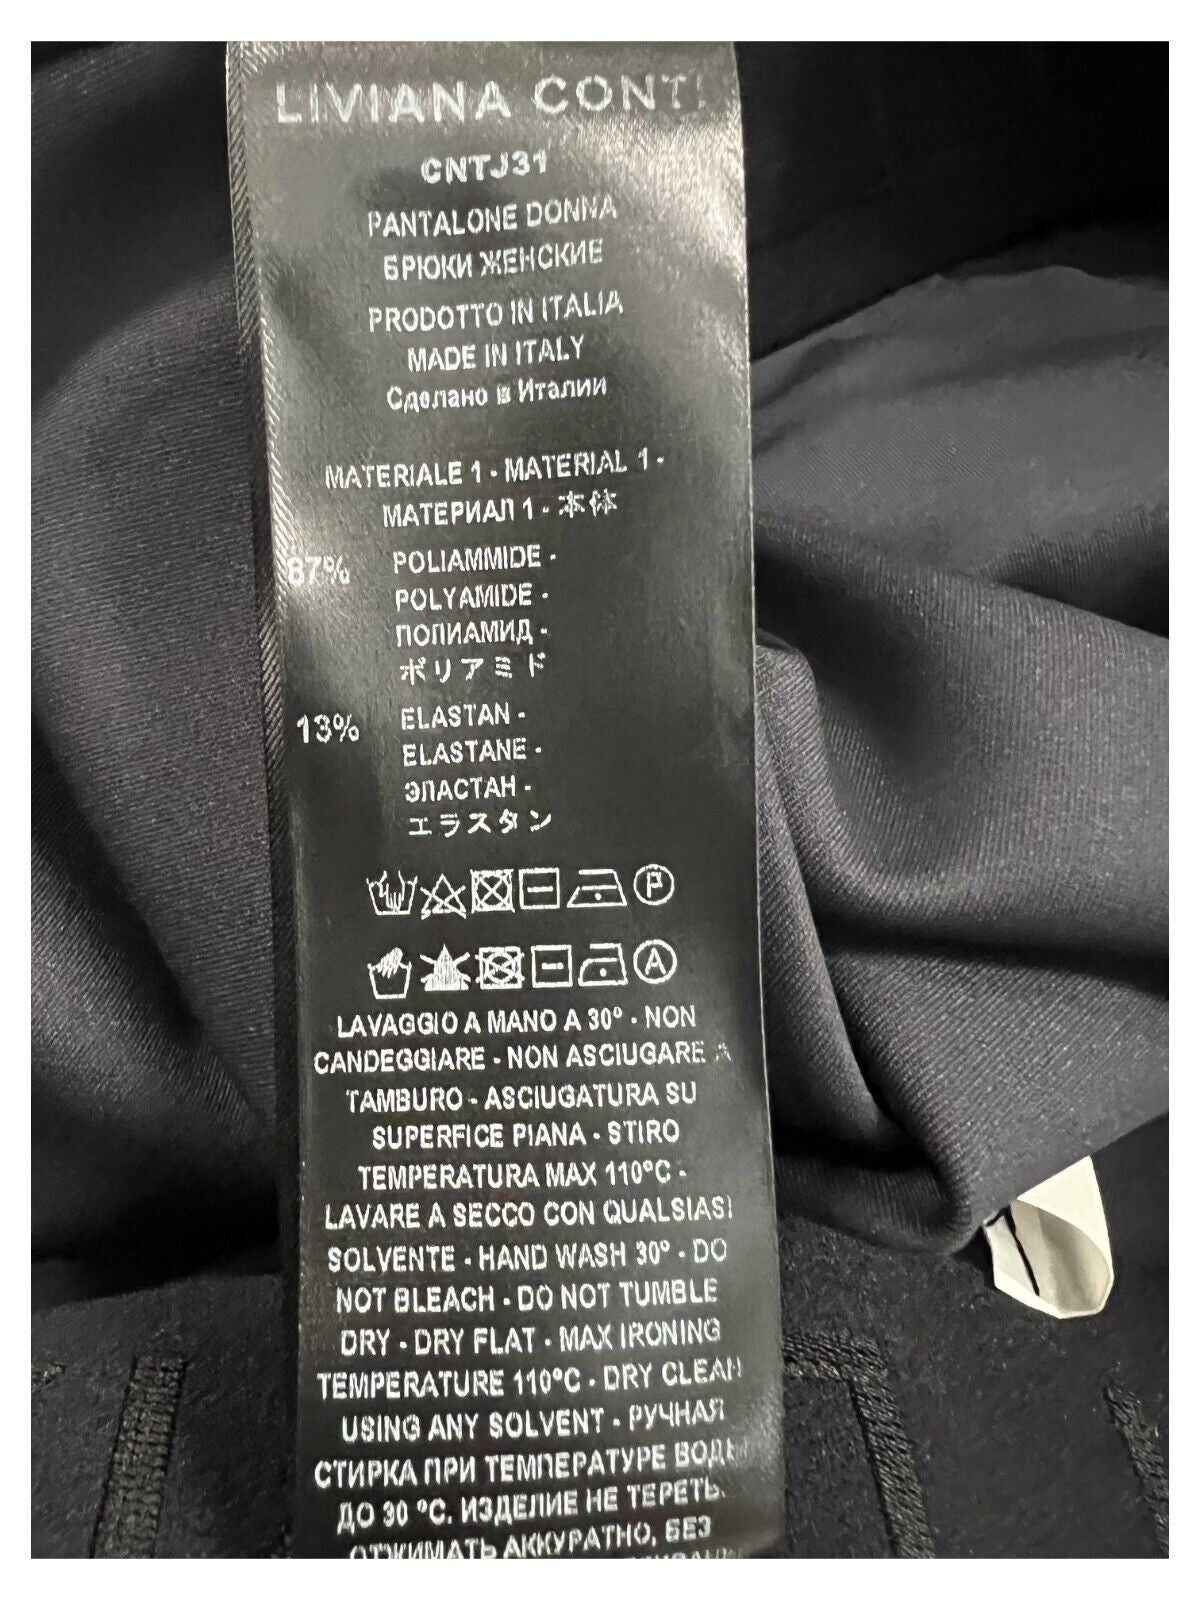 LIVIANA CONTI
CNTJ31
PANTALONE DONNA
БРЮКИ ЖЕНСКИЕ
PRODOTTO IN ITALIA
MADE IN ITALY
Сделано в Италии
MATERIALE 1 - MATERIAL 1 -
МАТЕРИАЛ 1 - 本体
87% POLIAMMIDE -
POLYAMIDE -
ПОЛИАМИД -
ポリアミド
13% ELASTAN -
ELASTANE -
ЭЛАСТАН -
エラスタン
P
A
LAVAGGIO A MANO A 30° - NON
CANDEGGIARE - NON ASCIUGARE A
TAMBURO - ASCIUGATURA SU
SUPERFICE PIANA - STIRO
TEMPERATURA MAX 110°C -
LAVARE A SECCO CON QUALSIASI
SOLVENTE - HAND WASH 30° - DO
NOT BLEACH - DO NOT TUMBLE
DRY - DRY FLAT - MAX IRONING
TEMPERATURE 110°C - DRY CLEAN
USING ANY SOLVENT - РУЧНАЯ
СТИРКА ПРИ ТЕМПЕРАТУРЕ ВОДЫ
ДО 30 °C. ИЗДЕЛИЕ НЕ ТЕРЕТЬ.
ОТЖИМАТЬ АККУРАТНО, БЕЗ